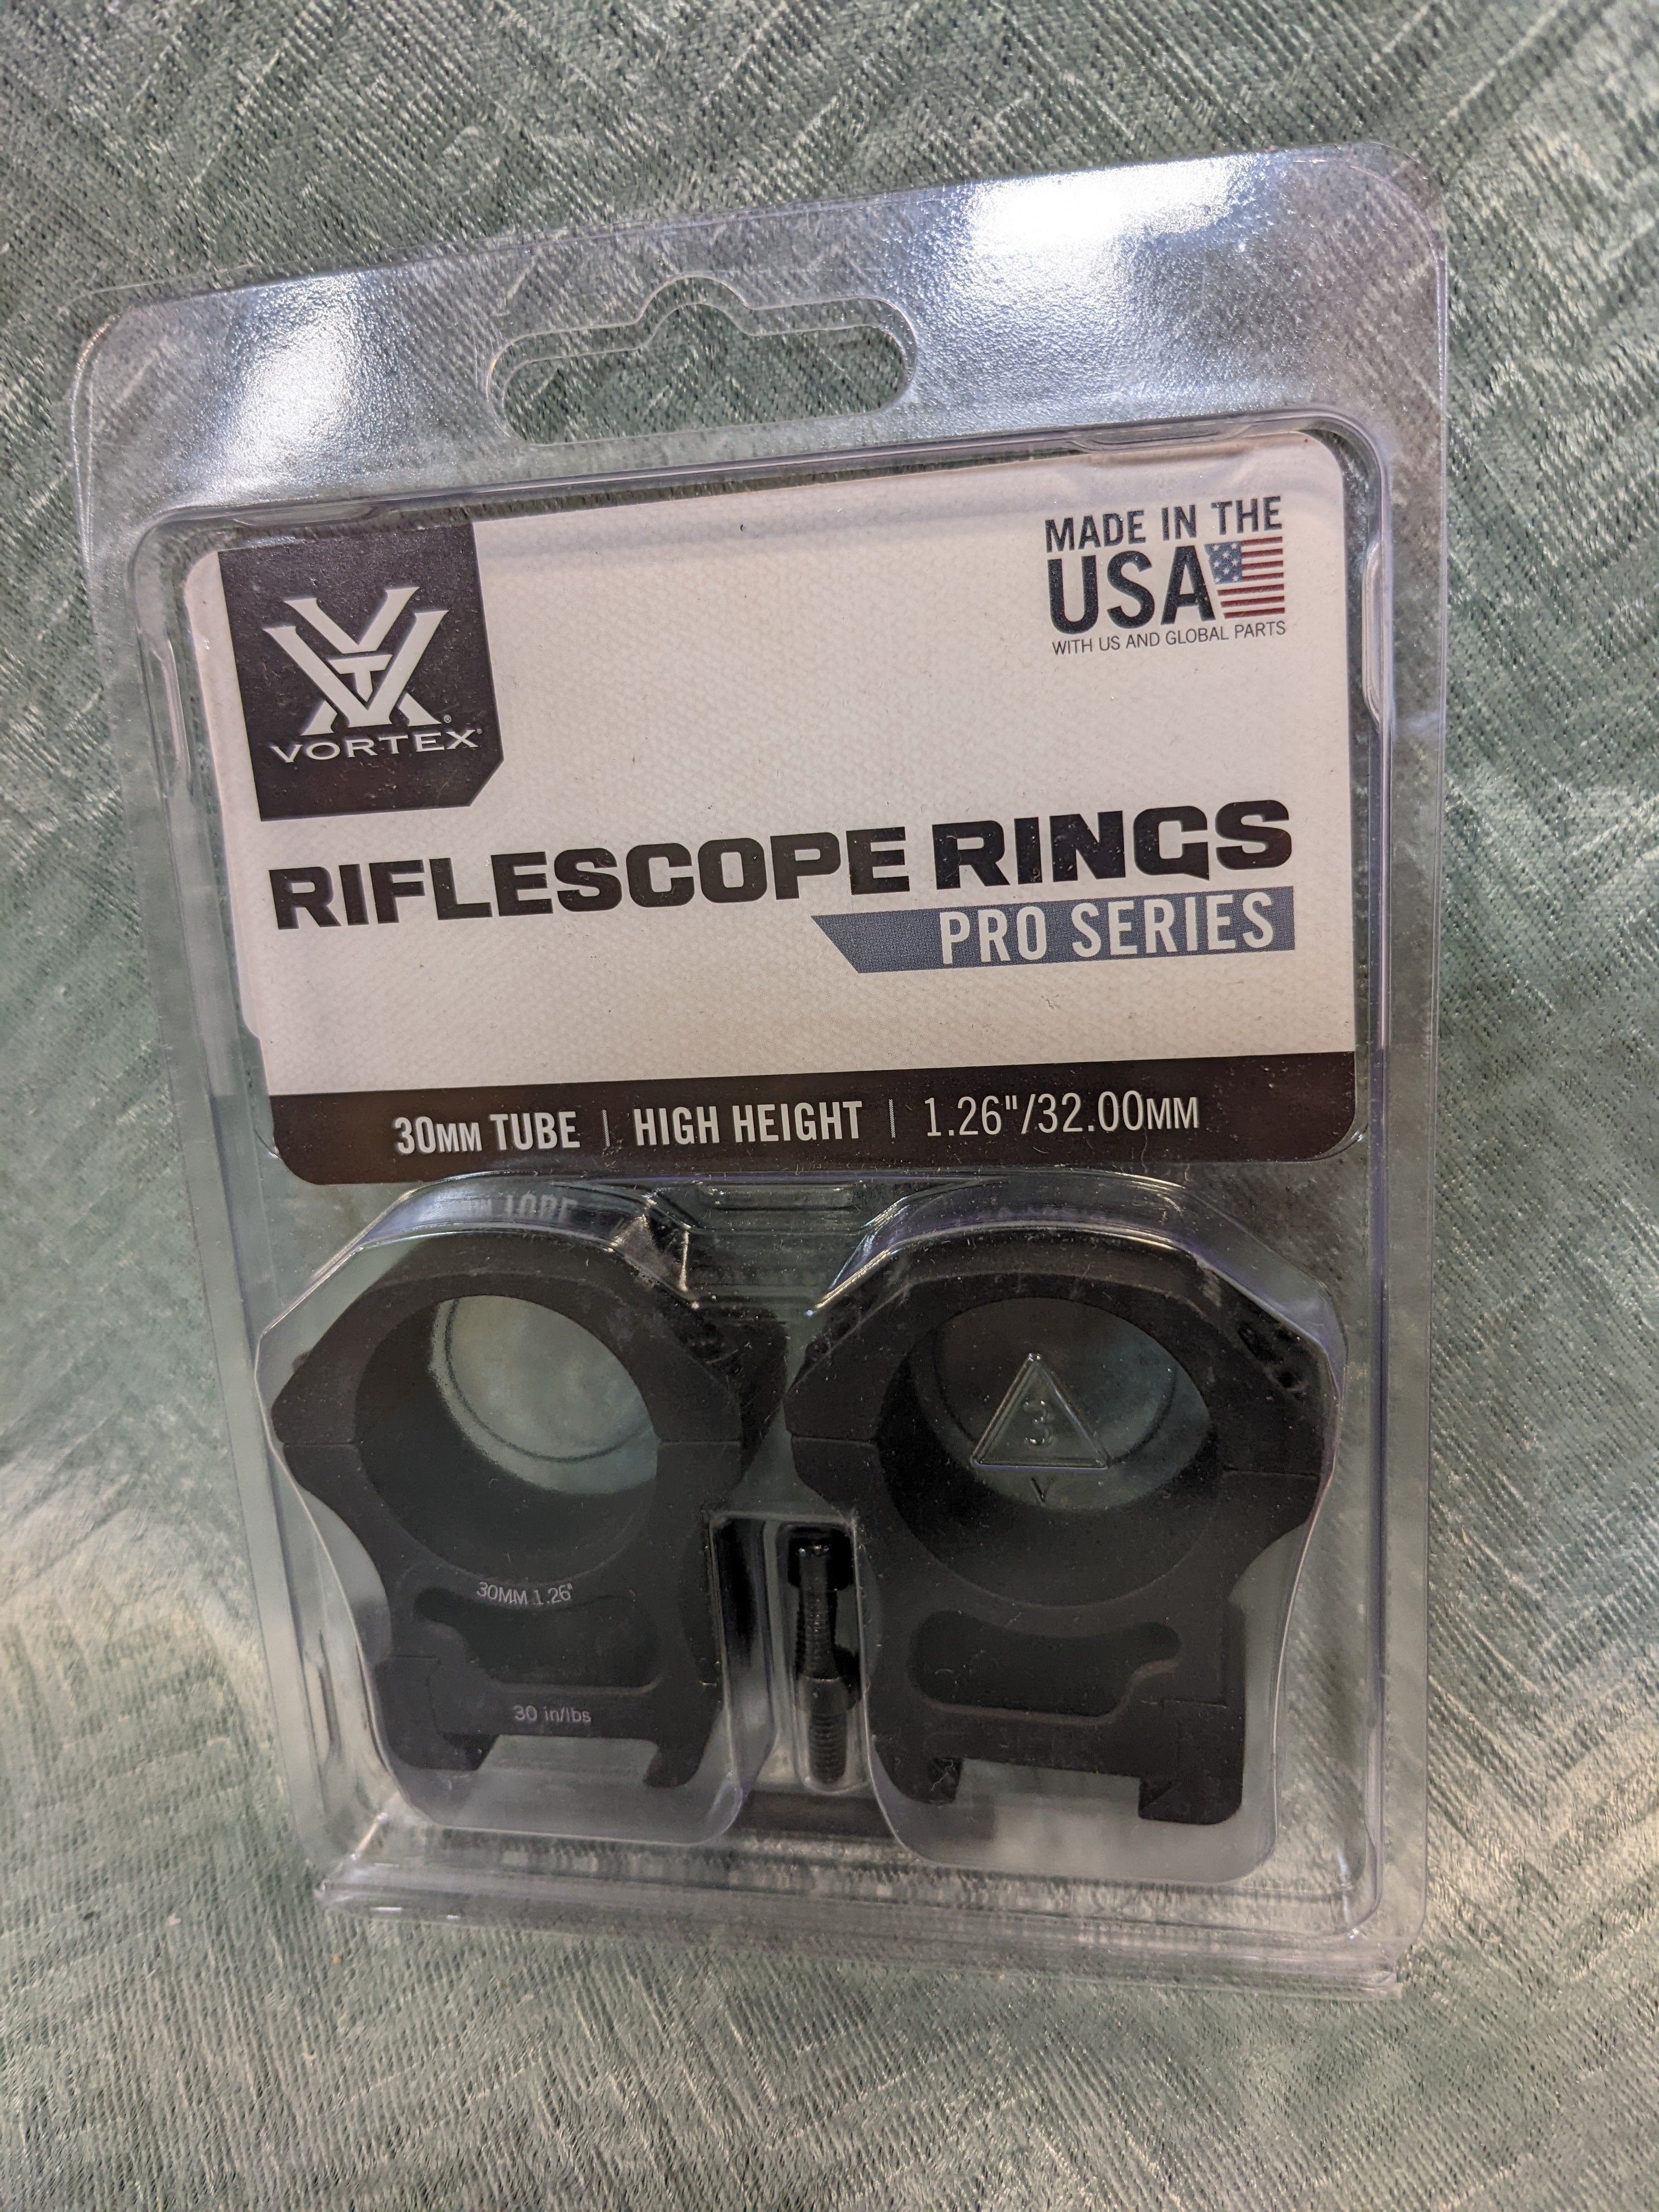 VORTEX®
MADE IN THE
USA
WITH US AND GLOBAL PARTS
RIFLESCOPE RINGS
PRO SERIES
30MM TUBE | HIGH HEIGHT | 1.26"/32.00MM
3
V
30MM 1.26"
30 in/lbs